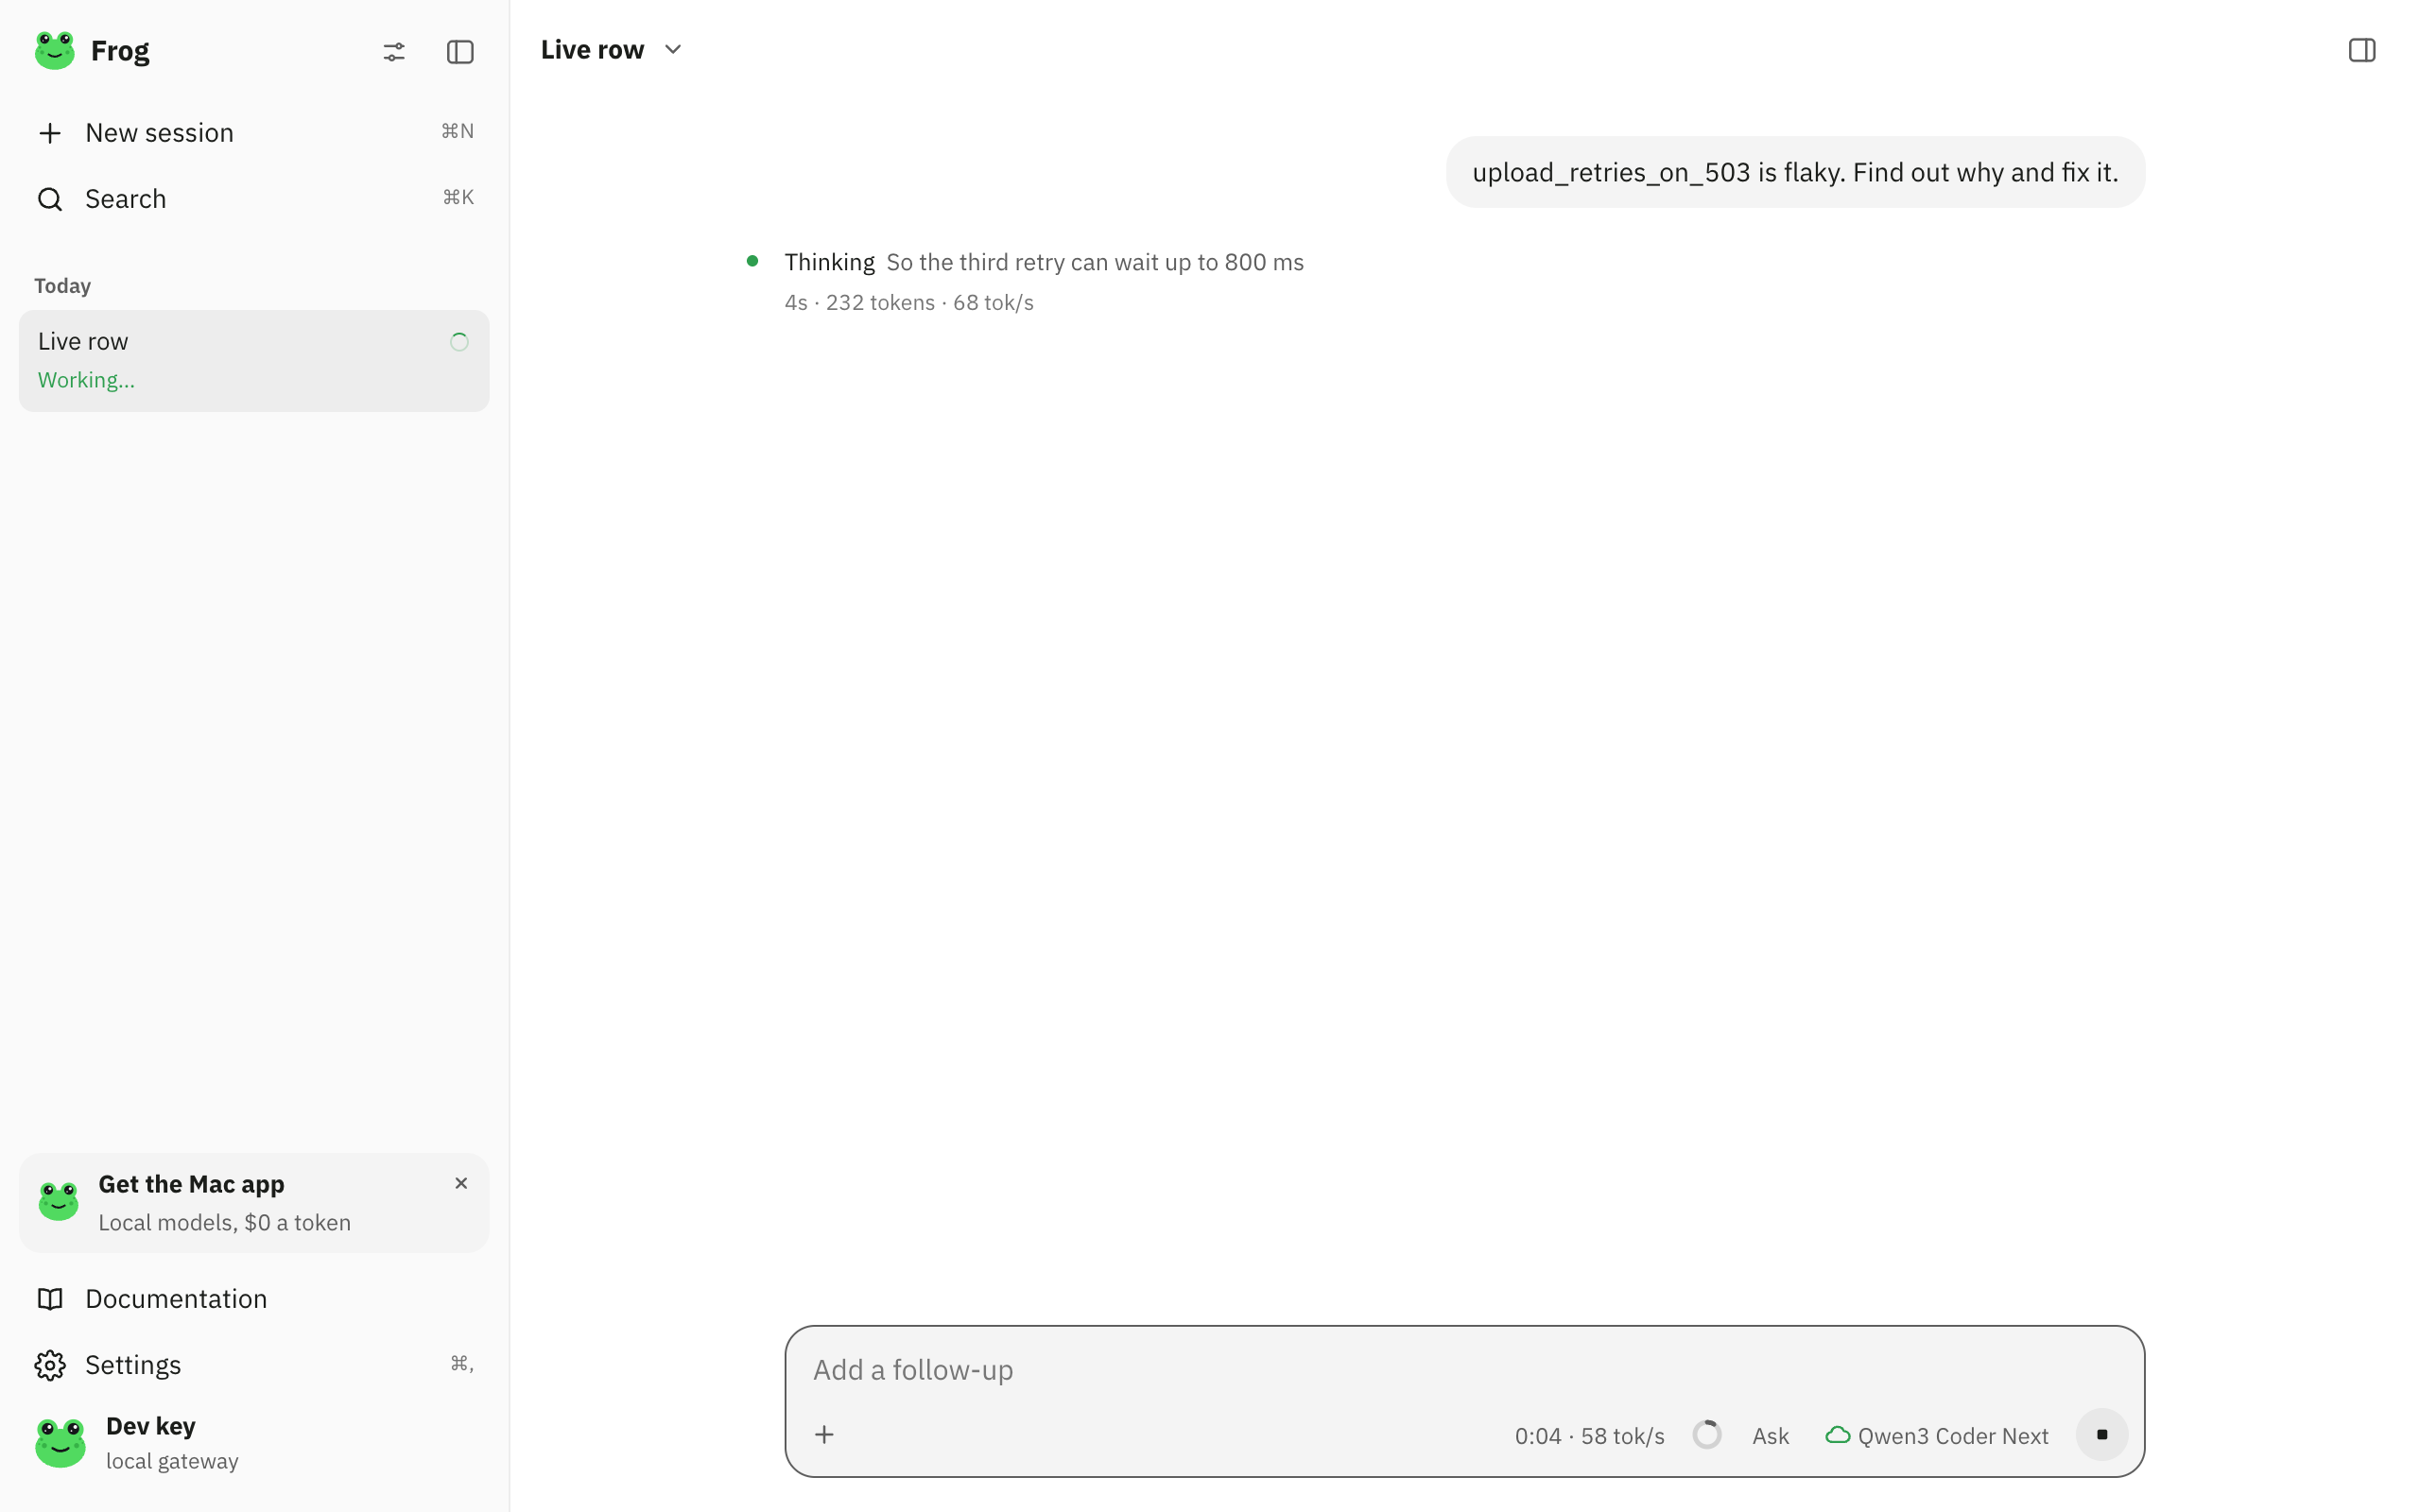 Frog
New session ⌘N
Search ⌘K
Today
Live row
Working...
Get the Mac app
Local models, $0 a token
Documentation
Settings ⌘,
Dev key
local gateway
Live row
upload_retries_on_503 is flaky. Find out why and fix it.
Thinking So the third retry can wait up to 800 ms
4s · 232 tokens · 68 tok/s
Add a follow-up
0:04 · 58 tok/s Ask Qwen3 Coder Next